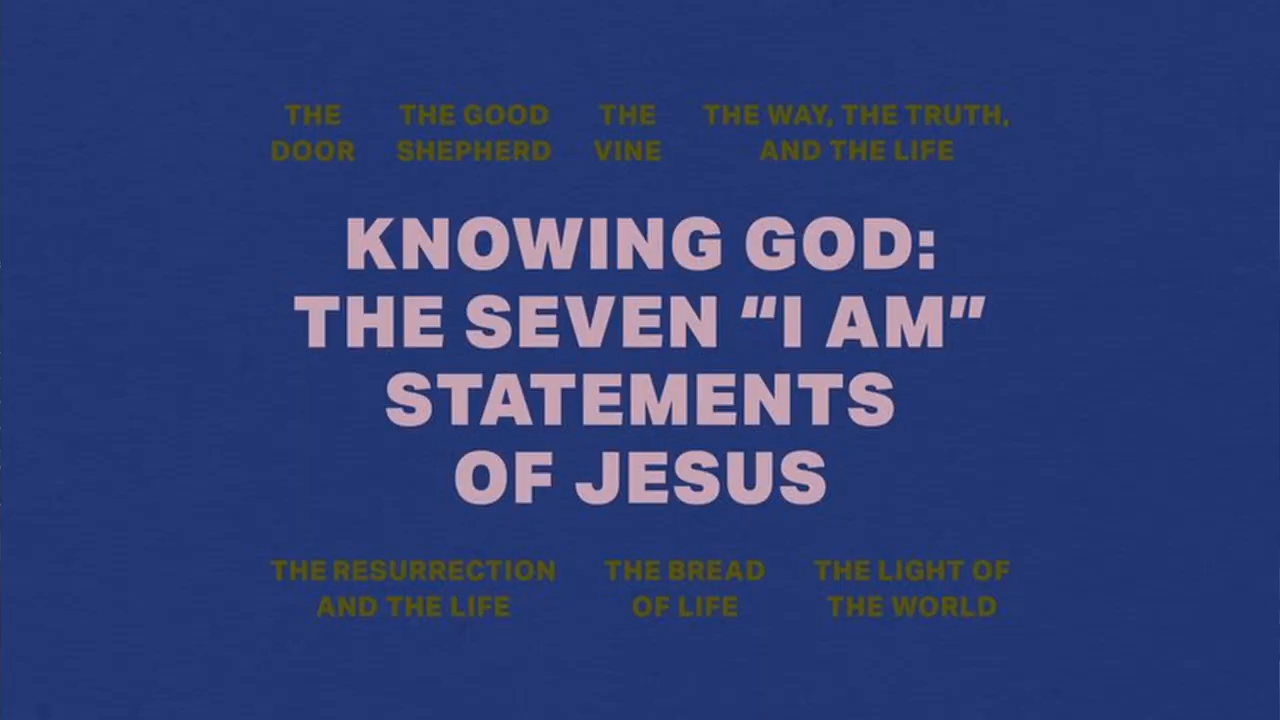 THE DOOR
THE GOOD SHEPHERD
THE VINE
THE WAY, THE TRUTH, AND THE LIFE
KNOWING GOD:
THE SEVEN “I AM”
STATEMENTS
OF JESUS
THE RESURRECTION AND THE LIFE
THE BREAD OF LIFE
THE LIGHT OF THE WORLD